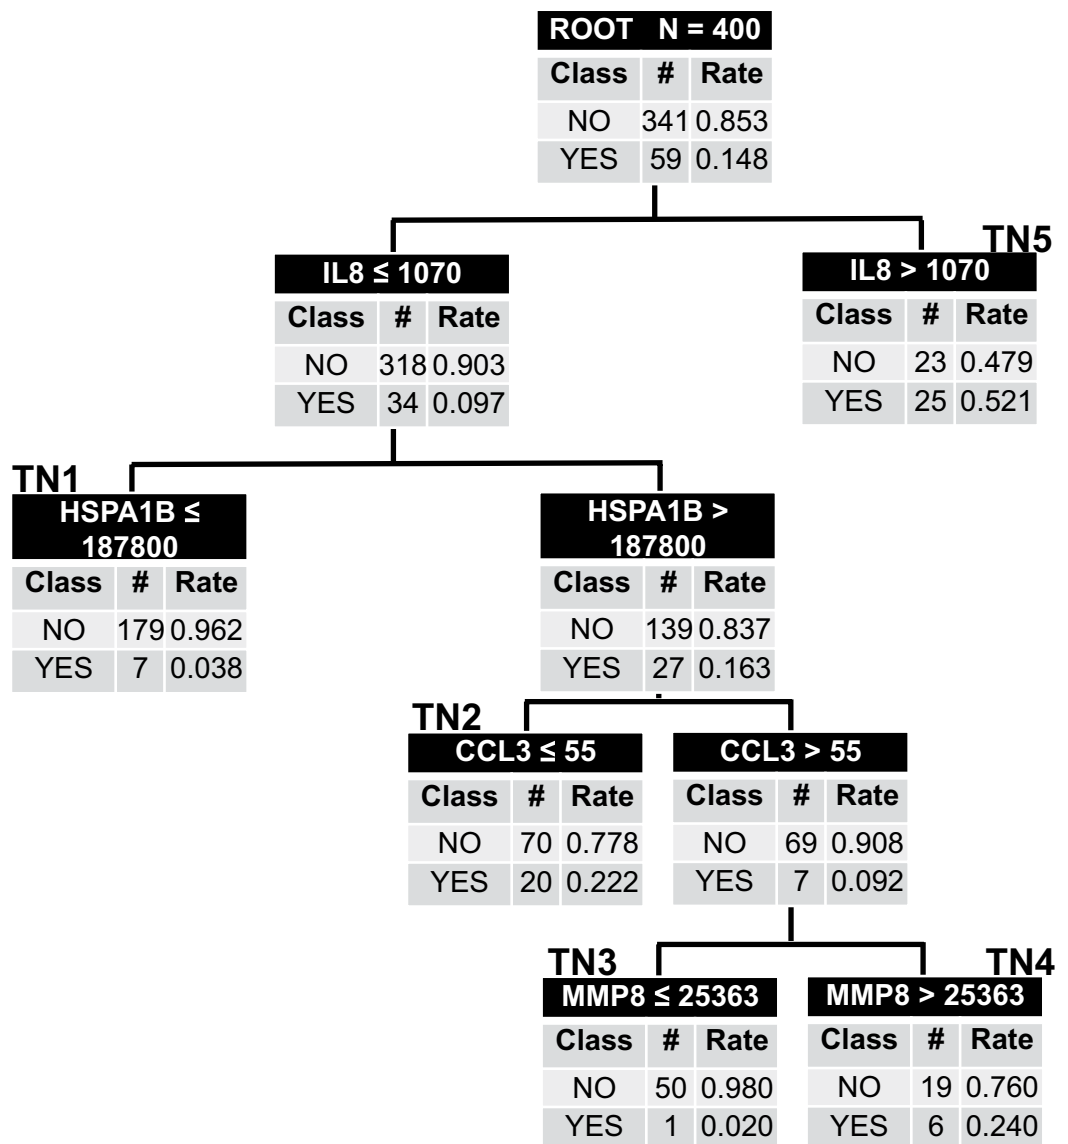 ROOT N = 400
Class # Rate
NO 341 0.853
YES 59 0.148
IL8 ≤ 1070
Class # Rate
NO 318 0.903
YES 34 0.097
TN5
IL8 > 1070
Class # Rate
NO 23 0.479
YES 25 0.521
TN1
HSPA1B ≤
187800
Class # Rate
NO 179 0.962
YES 7 0.038
HSPA1B >
187800
Class # Rate
NO 139 0.837
YES 27 0.163
TN2
CCL3 ≤ 55
Class # Rate
NO 70 0.778
YES 20 0.222
CCL3 > 55
Class # Rate
NO 69 0.908
YES 7 0.092
TN3
MMP8 ≤ 25363
Class # Rate
NO 50 0.980
YES 1 0.020
TN4
MMP8 > 25363
Class # Rate
NO 19 0.760
YES 6 0.240